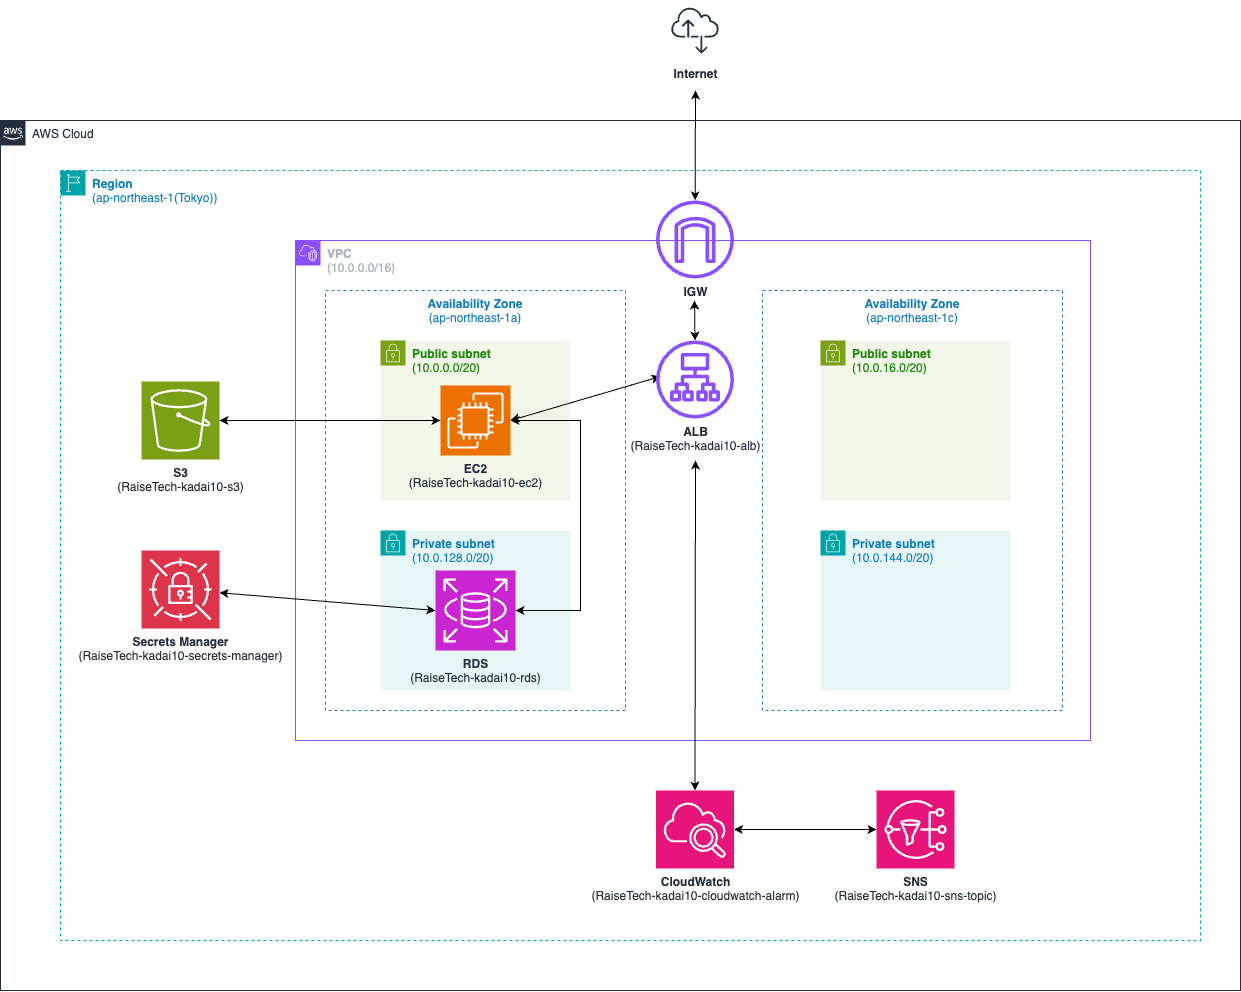 Internet
aws
AWS Cloud
Region
(ap-northeast-1(Tokyo))
VPC
(10.0.0.0/16)
IGW
Availability Zone
(ap-northeast-1a)
Availability Zone
(ap-northeast-1c)
Public subnet
(10.0.0.0/20)
Public subnet
(10.0.16.0/20)
ALB
(RaiseTech-kadai10-alb)
S3
(RaiseTech-kadai10-s3)
EC2
(RaiseTech-kadai10-ec2)
Private subnet
(10.0.128.0/20)
Private subnet
(10.0.144.0/20)
Secrets Manager
(RaiseTech-kadai10-secrets-manager)
RDS
(RaiseTech-kadai10-rds)
CloudWatch
(RaiseTech-kadai10-cloudwatch-alarm)
SNS
(RaiseTech-kadai10-sns-topic)